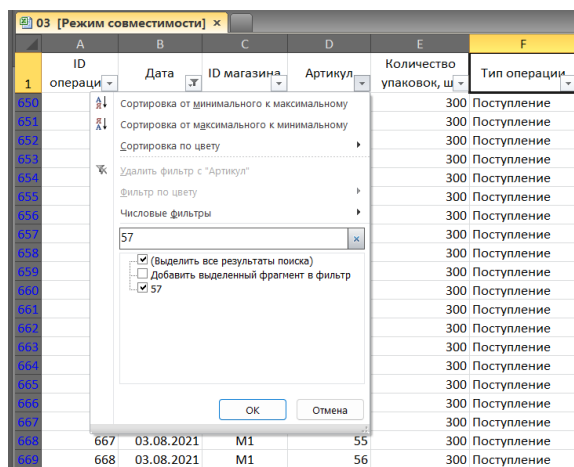 03 [Режим совместимости] ×
A B C D E F
1 ID операци Дата ID магазина Артикул Количество упаковок, ш Тип операции
650 300 Поступление
651 300 Поступление
652 300 Поступление
653 300 Поступление
654 300 Поступление
655 300 Поступление
656 300 Поступление
657 300 Поступление
658 300 Поступление
659 300 Поступление
660 300 Поступление
661 300 Поступление
662 300 Поступление
663 300 Поступление
664 300 Поступление
665 300 Поступление
666 300 Поступление
667 300 Поступление
668 667 03.08.2021 М1 55 300 Поступление
669 668 03.08.2021 М1 56 300 Поступление
Сортировка от минимального к максимальному
Сортировка от максимального к минимальному
Сортировка по цвету
Удалить фильтр с "Артикул"
Фильтр по цвету
Числовые фильтры
57
(Выделить все результаты поиска)
Добавить выделенный фрагмент в фильтр
57
ОК Отмена